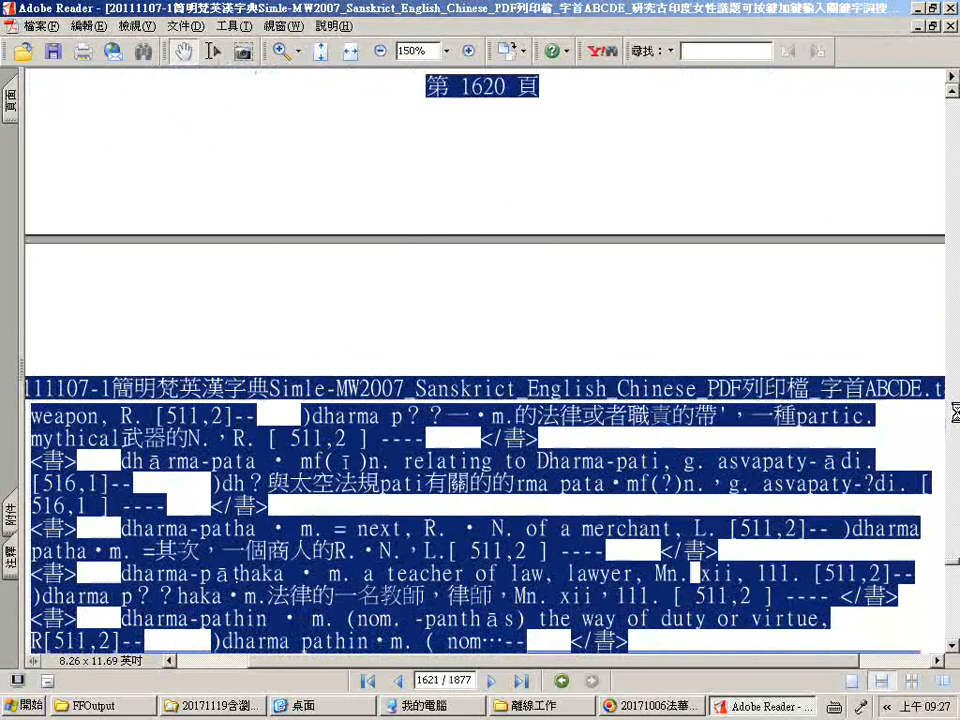 Adobe Reader - [20111107-1簡明梵英漢字典Simle-MW2007_Sanskrict_English_Chinese_PDF列印檔_字首ABCDE_研究古印度女性議題可按鍵加鍵輸入關鍵字詞搜
檔案(F) 編輯(E) 檢視(V) 文件(D) 工具(T) 視窗(W) 說明(H)
150% Y! 尋找：
頁面
第 1620 頁
111107-1簡明梵英漢字典Simle-MW2007_Sanskrict_English_Chinese_PDF列印檔_字首ABCDE.t
weapon, R. [511,2]-- )dharma p？？一‧m.的法律或者職責的帶'，一種partic.
mythical武器的N.，R. [ 511,2 ] ---- </書>
<書> dhārma-pata ‧ mf(ī)n. relating to Dharma-pati, g. asvapaty-ādi.
[516,1]-- )dh？與太空法規pati有關的的rma pata‧mf(?)n.，g. asvapaty-?di. [
516,1 ] ---- </書>
<書> dharma-patha ‧ m. = next, R. ‧ N. of a merchant, L. [511,2]-- )dharma
patha‧m. =其次，一個商人的R.‧N.，L.[ 511,2 ] ---- </書>
<書> dharma-pāṭhaka ‧ m. a teacher of law, lawyer, Mn. xii, 111. [511,2]--
)dharma p？？haka‧m.法律的一名教師，律師，Mn. xii，111. [ 511,2 ] ---- </書>
<書> dharma-pathin ‧ m. (nom. -panthās) the way of duty or virtue,
R[511,2]-- )dharma pathin‧m. ( nom…-- </書>
附件
注釋
8.26 x 11.69 英吋
1621 / 1877
開始 FFOutput 20171119含瀏... 桌面 我的電腦 離線工作 20171006法華... Adobe Reader - ... 上午 09:27